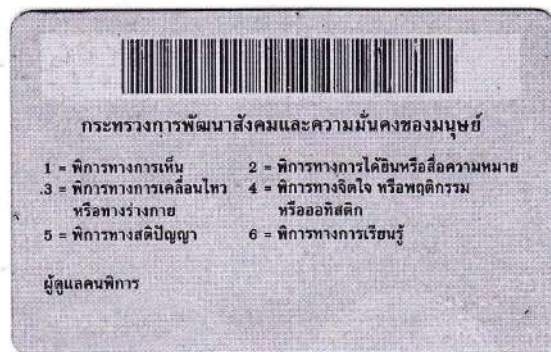 กระทรวงการพัฒนาสังคมและความมั่นคงของมนุษย์
1 = พิการทางการเห็น 2 = พิการทางการได้ยินหรือสื่อความหมาย
3 = พิการทางการเคลื่อนไหว 4 = พิการทางจิตใจ หรือพฤติกรรม
หรือทางร่างกาย หรือออทิสติก
5 = พิการทางสติปัญญา 6 = พิการทางการเรียนรู้
ผู้ดูแลคนพิการ